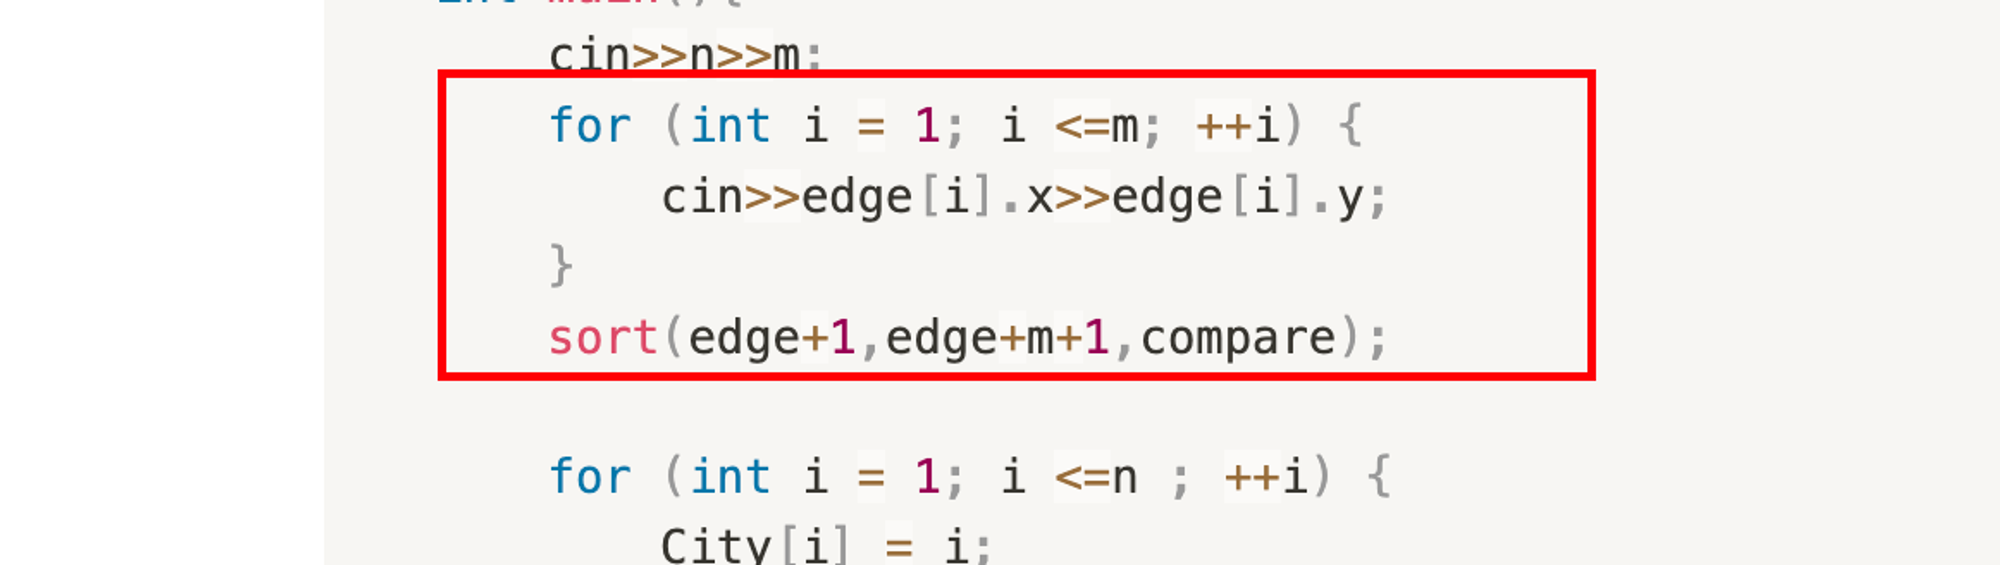 int main(){
cin>>n>>m;
for (int i = 1; i <=m; ++i) {
cin>>edge[i].x>>edge[i].y;
}
sort(edge+1,edge+m+1,compare);
for (int i = 1; i <=n ; ++i) {
City[i] = i;